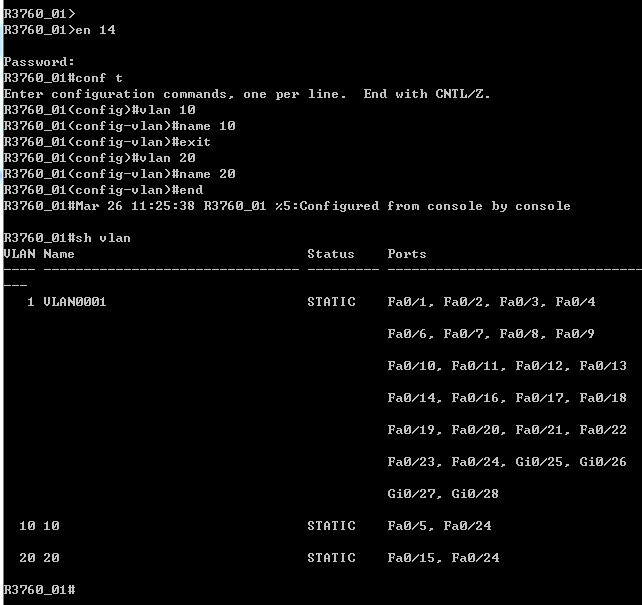 R3760_01>
R3760_01>en 14
Password:
R3760_01#conf t
Enter configuration commands, one per line.  End with CNTL/Z.
R3760_01(config)#vlan 10
R3760_01(config-vlan)#name 10
R3760_01(config-vlan)#exit
R3760_01(config)#vlan 20
R3760_01(config-vlan)#name 20
R3760_01(config-vlan)#end
R3760_01#Mar 26 11:25:38 R3760_01 %5:Configured from console by console
R3760_01#sh vlan
VLAN Name                             Status    Ports
---- -------------------------------- --------- --------------------------------
---
   1 VLAN0001                         STATIC    Fa0/1, Fa0/2, Fa0/3, Fa0/4
                                                Fa0/6, Fa0/7, Fa0/8, Fa0/9
                                                Fa0/10, Fa0/11, Fa0/12, Fa0/13
                                                Fa0/14, Fa0/16, Fa0/17, Fa0/18
                                                Fa0/19, Fa0/20, Fa0/21, Fa0/22
                                                Fa0/23, Fa0/24, Gi0/25, Gi0/26
                                                Gi0/27, Gi0/28
  10 10                               STATIC    Fa0/5, Fa0/24
  20 20                               STATIC    Fa0/15, Fa0/24
R3760_01#